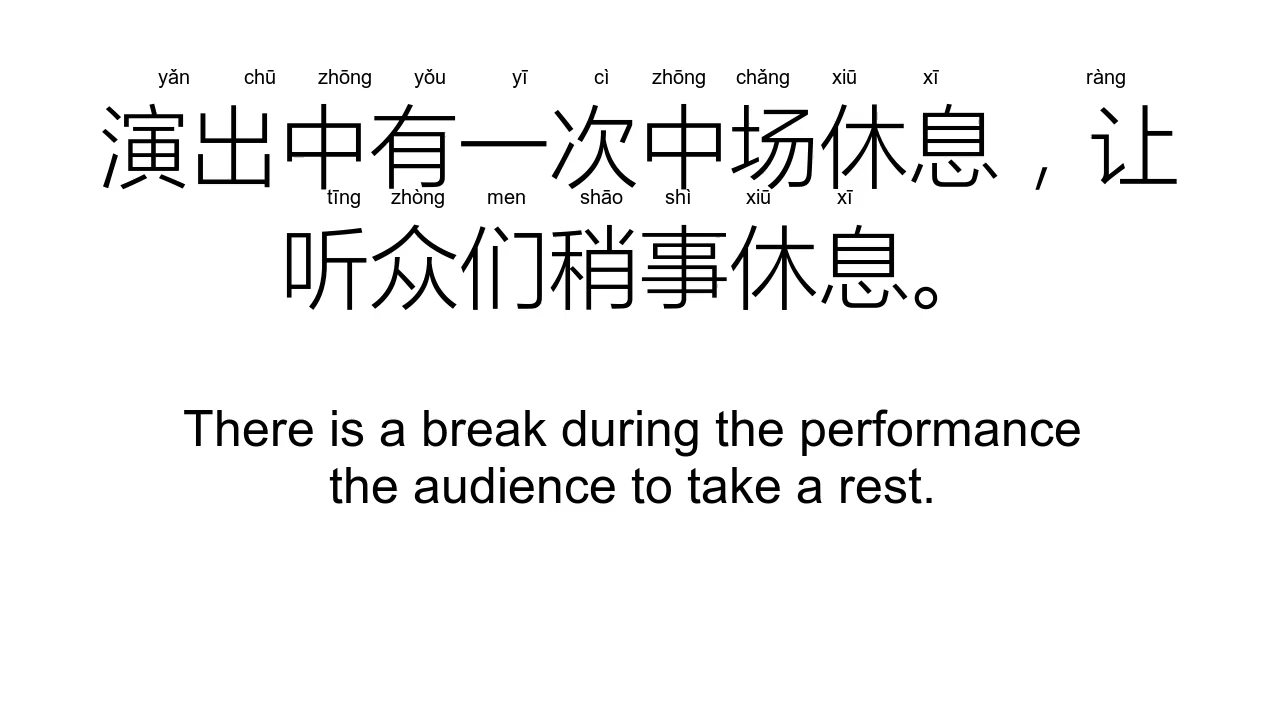 yǎn chū zhōng yǒu yī cì zhōng chǎng xiū xī ràng
演出中有一次中场休息，让
tīng zhòng men shāo shì xiū xī
听众们稍事休息。
There is a break during the performance
the audience to take a rest.